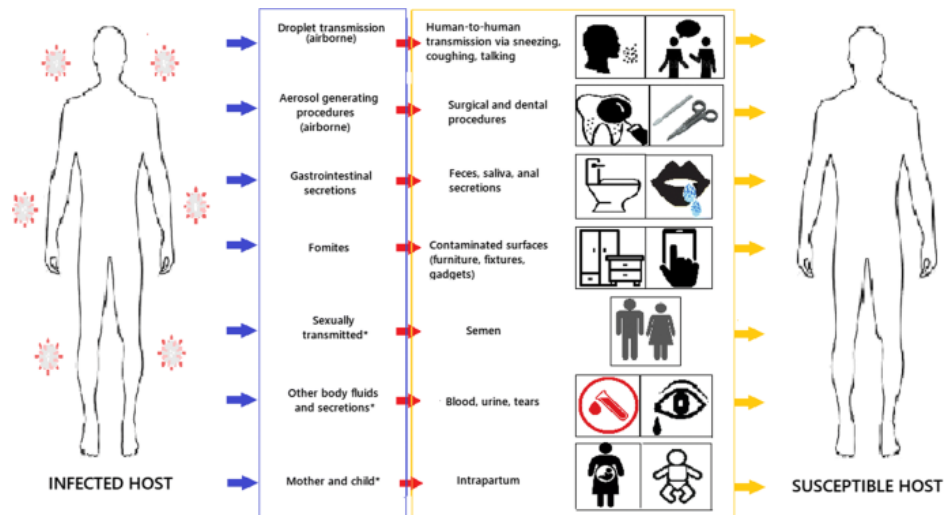 Droplet transmission
(airborne)
Human-to-human
transmission via sneezing,
coughing, talking
Aerosol generating
procedures
(airborne)
Surgical and dental
procedures
Gastrointestinal
secretions
Feces, saliva, anal
secretions
Fomites
Contaminated surfaces
(furniture, fixtures,
gadgets)
Sexually
transmitted*
Semen
Other body fluids
and secretions*
Blood, urine, tears
Mother and child*
Intrapartum
INFECTED HOST
SUSCEPTIBLE HOST